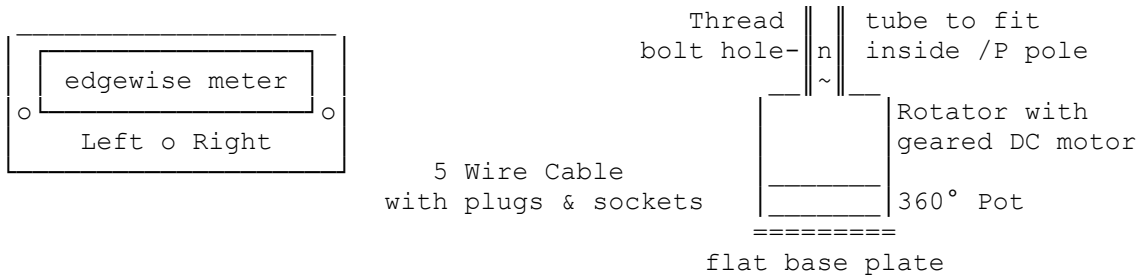 Thread
tube to fit
bolt hole-
n
inside /P pole
edgewise meter
~
o
o
Rotator with
Left o Right
geared DC motor
5 Wire Cable
with plugs & sockets
360° Pot
flat base plate